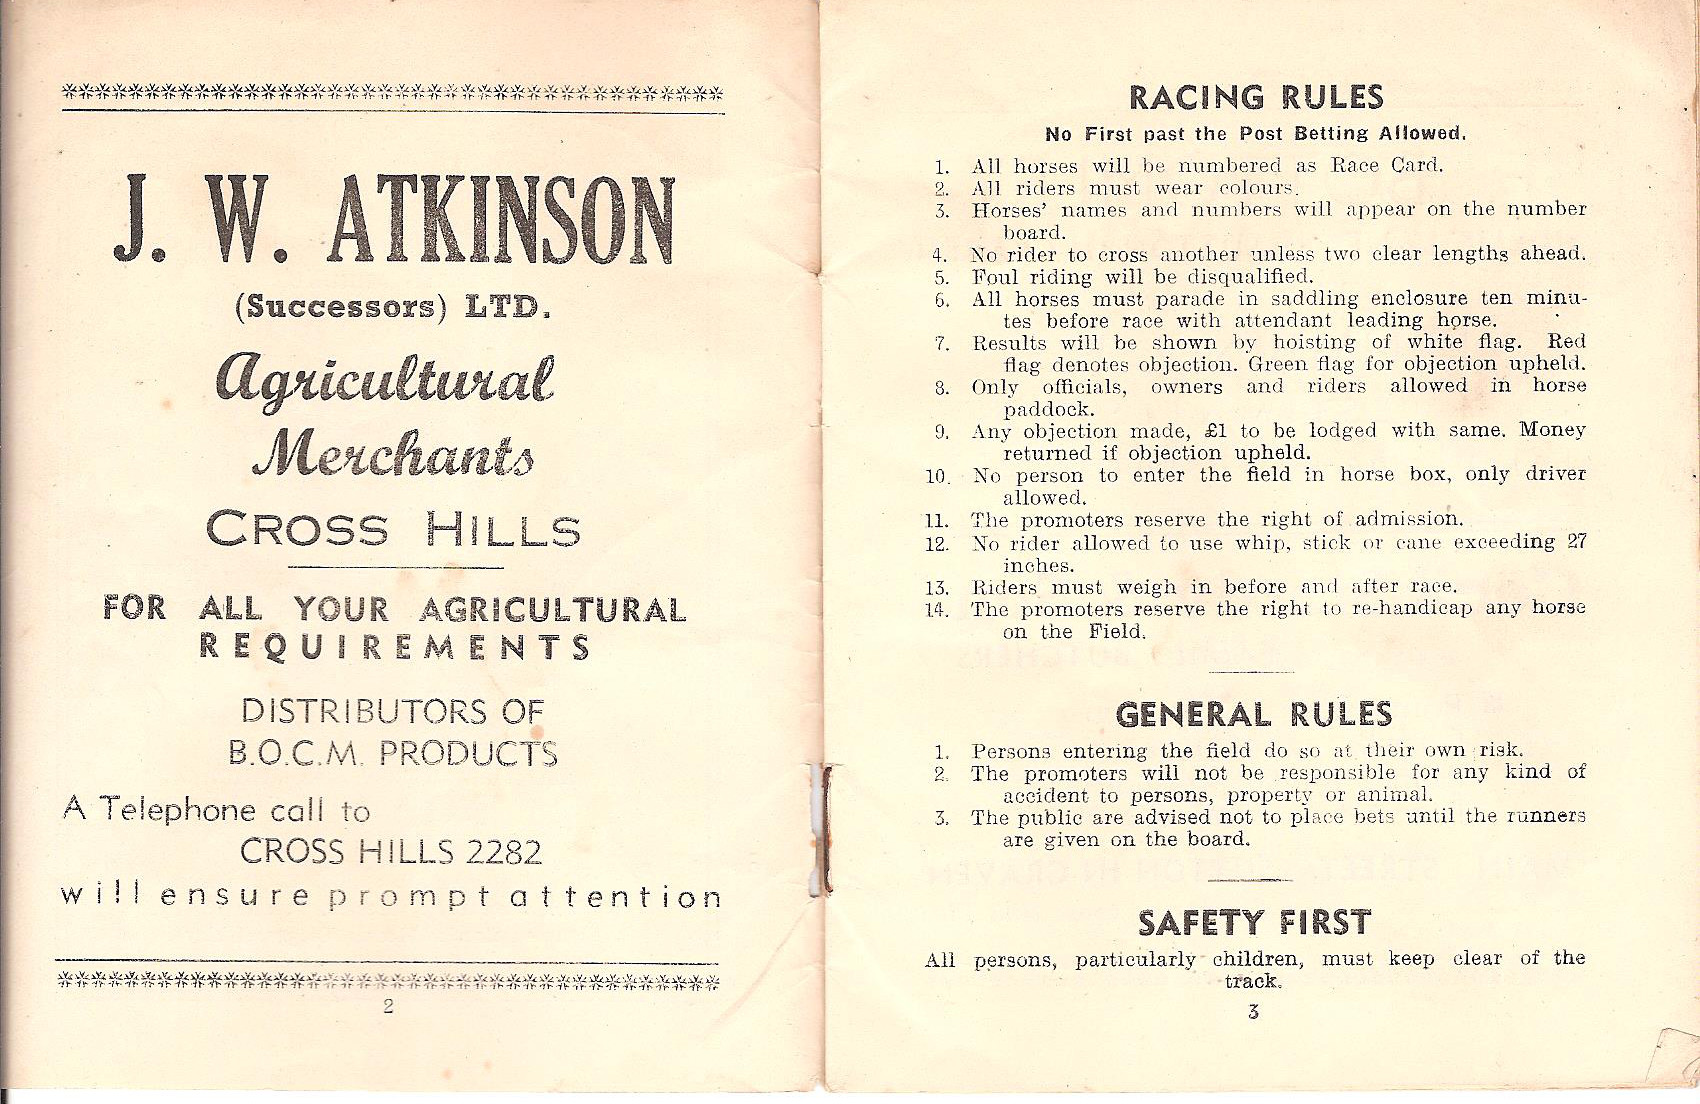 J. W. ATKINSON
(Successors) LTD.
Agricultural
Merchants
CROSS HILLS
FOR ALL YOUR AGRICULTURAL
REQUIREMENTS
DISTRIBUTORS OF
B.O.C.M. PRODUCTS
A Telephone call to
CROSS HILLS 2282
will ensure prompt attention
2
RACING RULES
No First past the Post Betting Allowed.
1. All horses will be numbered as Race Card.
2. All riders must wear colours.
3. Horses' names and numbers will appear on the number
board.
4. No rider to cross another unless two clear lengths ahead.
5. Foul riding will be disqualified.
6. All horses must parade in saddling enclosure ten minu-
tes before race with attendant leading horse.
7. Results will be shown by hoisting of white flag. Red
flag denotes objection. Green flag for objection upheld.
8. Only officials, owners and riders allowed in horse
paddock.
9. Any objection made, £1 to be lodged with same. Money
returned if objection upheld.
10. No person to enter the field in horse box, only driver
allowed.
11. The promoters reserve the right of admission.
12. No rider allowed to use whip, stick or cane exceeding 27
inches.
13. Riders must weigh in before and after race.
14. The promoters reserve the right to re-handicap any horse
on the Field.
GENERAL RULES
1. Persons entering the field do so at their own risk.
2. The promoters will not be responsible for any kind of
accident to persons, property or animal.
3. The public are advised not to place bets until the runners
are given on the board.
SAFETY FIRST
All persons, particularly children, must keep clear of the
track.
3